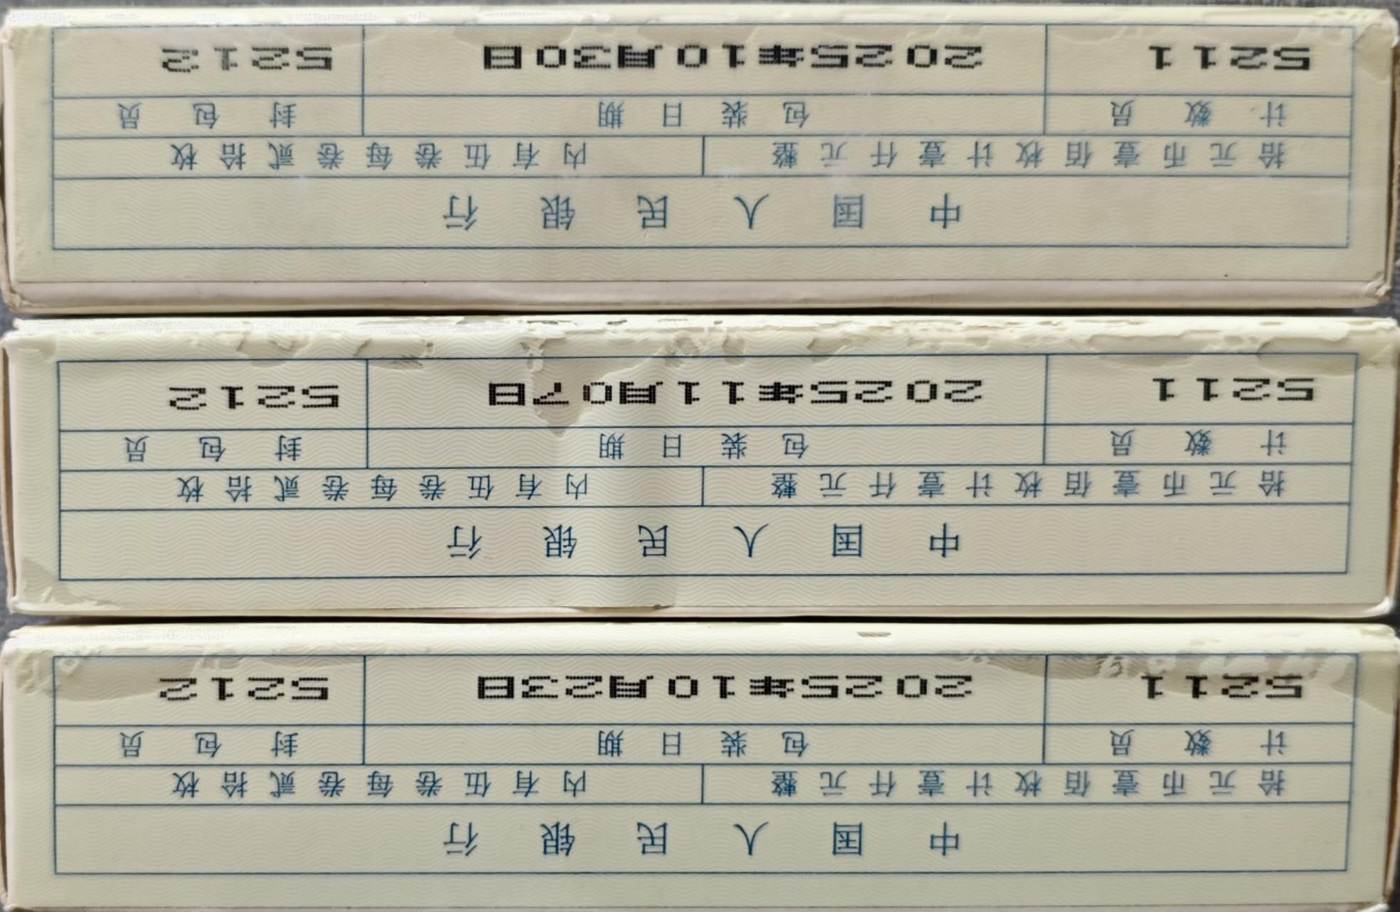 中国人民银行
拾元币壹佰枚计壹仟元整 内有伍卷每卷贰拾枚
计数员 包装日期 封包员
5211 2025年10月23日 5212
中国人民银行
拾元币壹佰枚计壹仟元整 内有伍卷每卷贰拾枚
计数员 包装日期 封包员
5211 2025年11月07日 5212
中国人民银行
拾元币壹佰枚计壹仟元整 内有伍卷每卷贰拾枚
计数员 包装日期 封包员
5211 2025年10月30日 5212